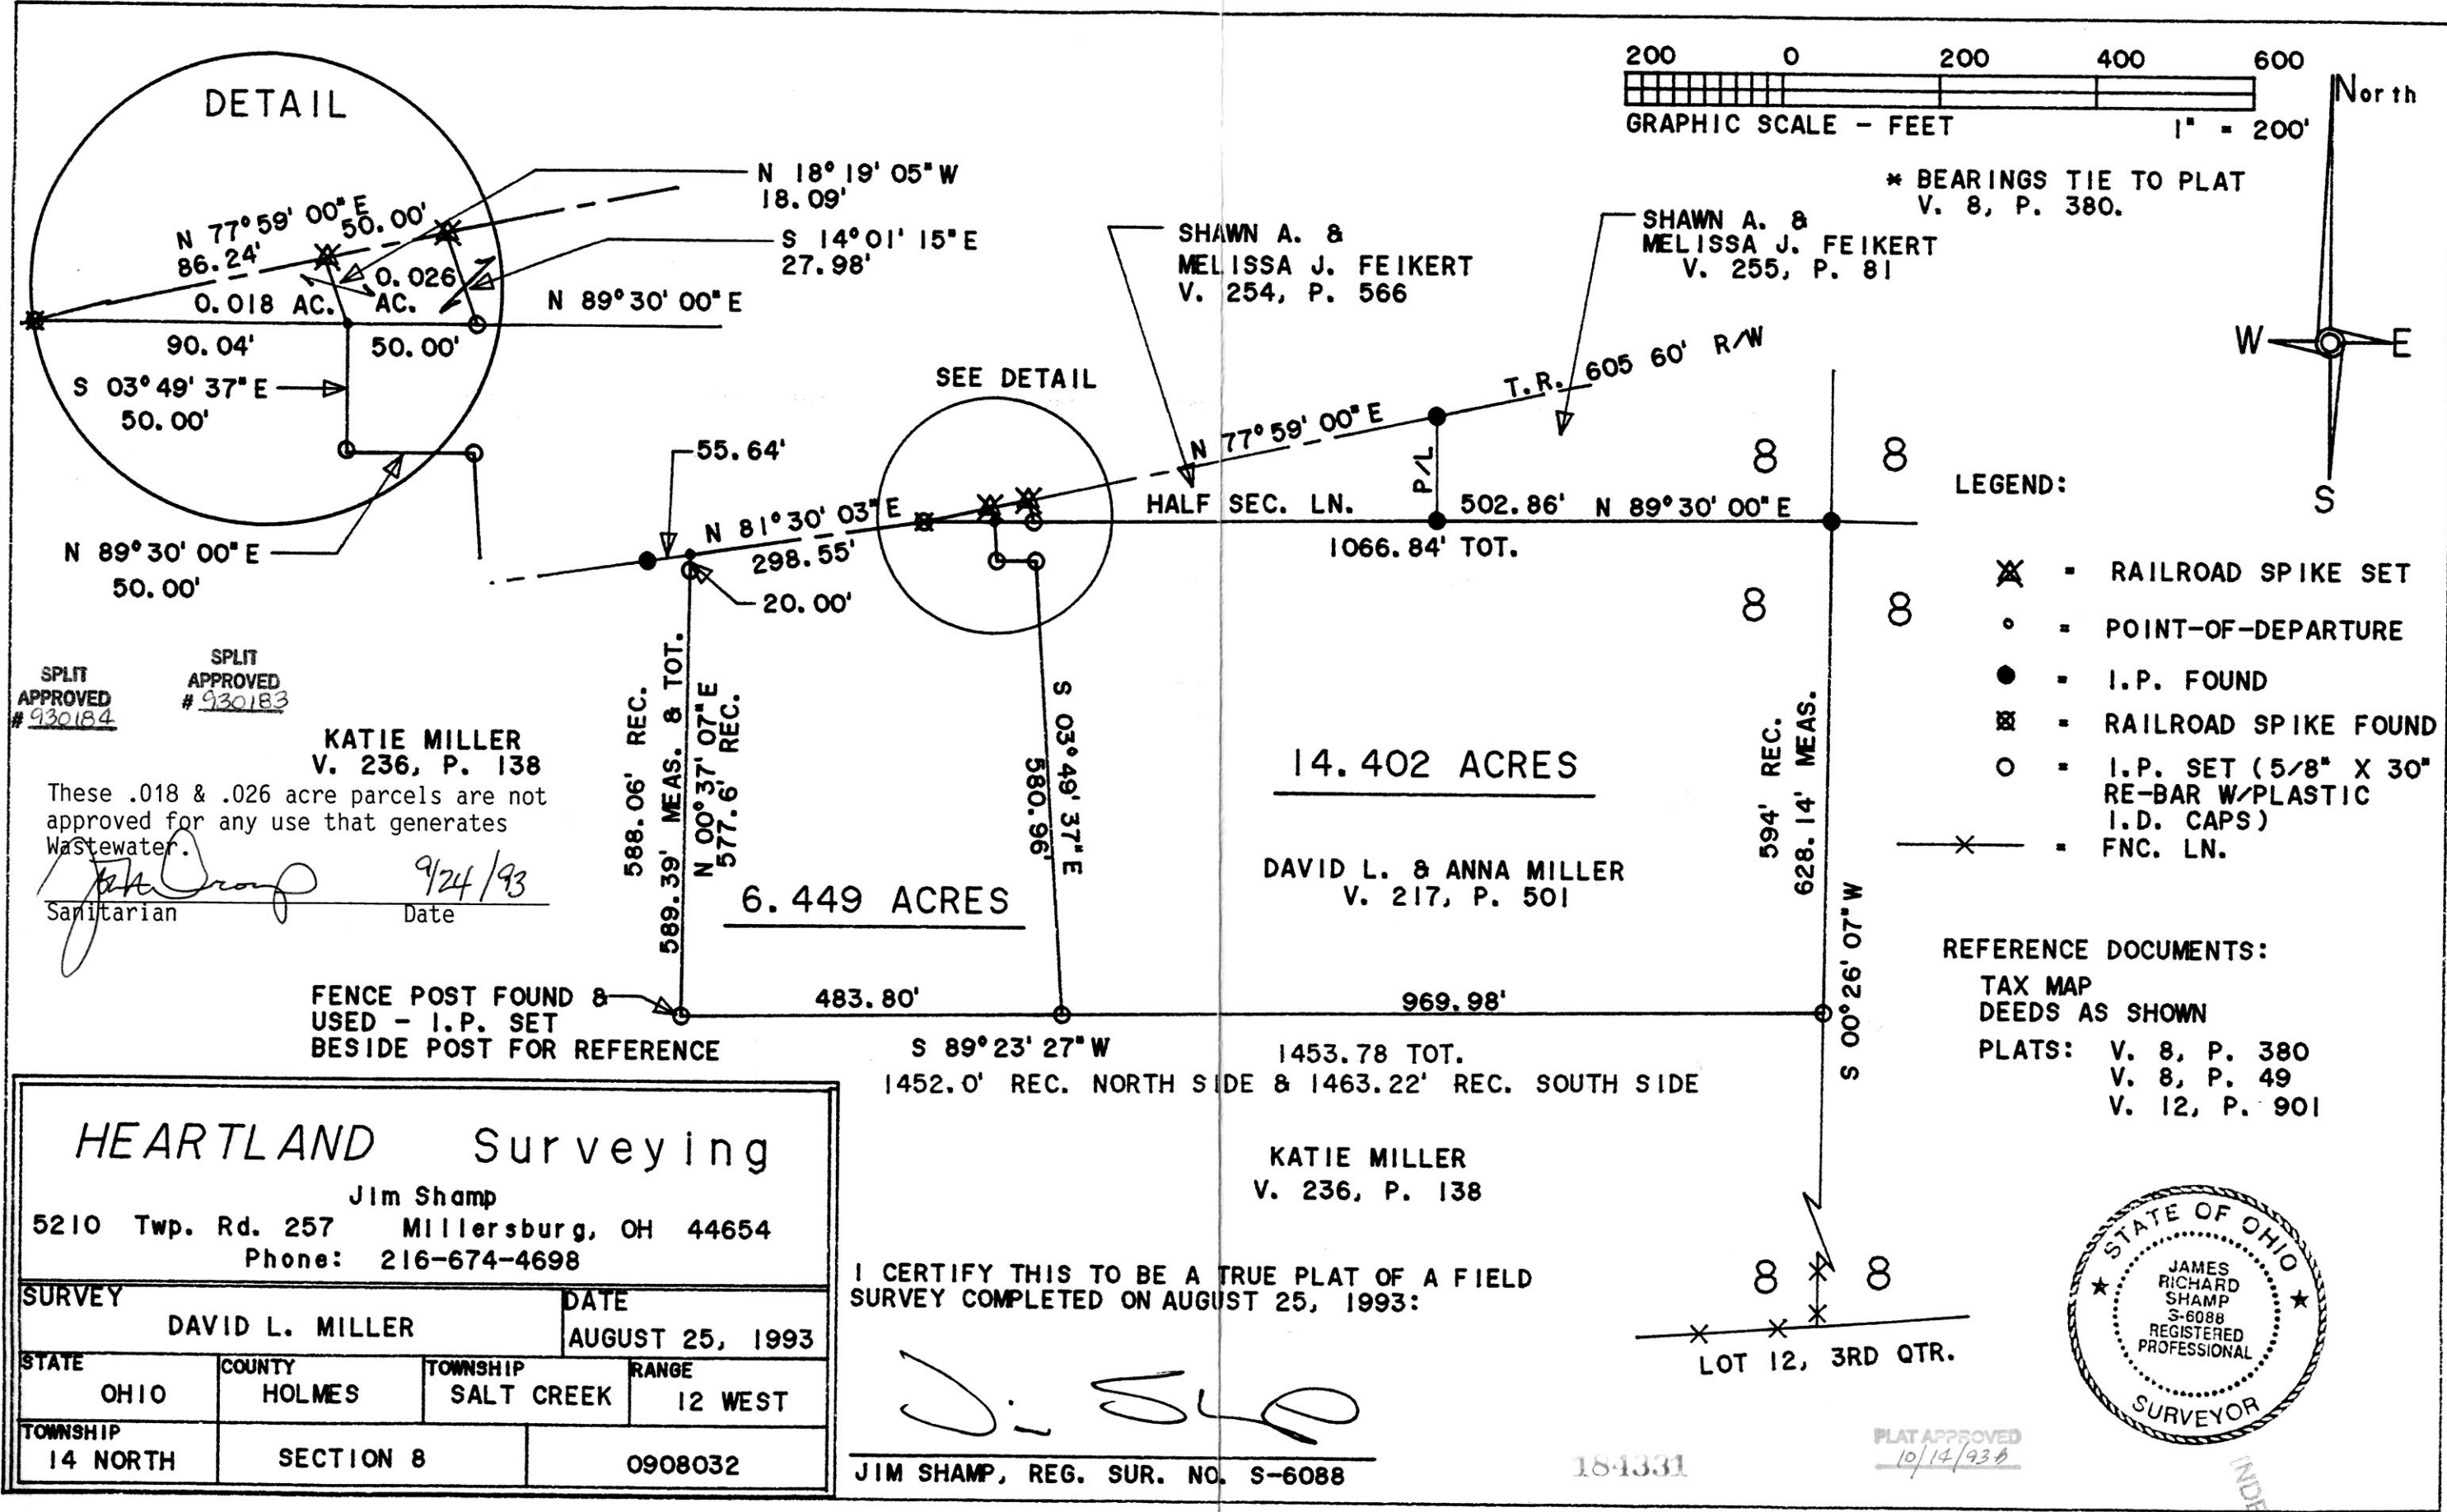 DETAIL
N 77° 59' 00" E
86.24'
50.00'
N 18° 19' 05" W
18.09'
S 14° 01' 15" E
27.98'
0.018 AC.
0.026
AC.
N 89° 30' 00" E
90.04'
50.00'
S 03° 49' 37" E
50.00'
N 89° 30' 00" E
50.00'
200 0 200 400 600
GRAPHIC SCALE - FEET 1" = 200'
North
W E
S
* BEARINGS TIE TO PLAT
V. 8, P. 380.
SHAWN A. &
MELISSA J. FEIKERT
V. 254, P. 566
SHAWN A. &
MELISSA J. FEIKERT
V. 255, P. 81
SEE DETAIL
T.R. 605 60' R/W
N 77° 59' 00" E
P/L
55.64'
N 81° 30' 03" E
298.55'
20.00'
HALF SEC. LN.
502.86' N 89° 30' 00" E
1066.84' TOT.
8 8
8 8
LEGEND:
= RAILROAD SPIKE SET
= POINT-OF-DEPARTURE
= I.P. FOUND
= RAILROAD SPIKE FOUND
= I.P. SET (5/8" X 30"
RE-BAR W/PLASTIC
I.D. CAPS)
= FNC. LN.
SPLIT
APPROVED
# 930184
SPLIT
APPROVED
# 930183
KATIE MILLER
V. 236, P. 138
These .018 & .026 acre parcels are not
approved for any use that generates
Wastewater.
9/24/93
Sanitarian Date
588.06' REC.
589.39' MEAS. & TOT.
N 00° 37' 07" E
577.6' REC.
S 03° 49' 37" E
580.96'
6.449 ACRES
14.402 ACRES
DAVID L. & ANNA MILLER
V. 217, P. 501
594' REC.
628.14' MEAS.
S 00° 26' 07" W
REFERENCE DOCUMENTS:
TAX MAP
DEEDS AS SHOWN
PLATS: V. 8, P. 380
V. 8, P. 49
V. 12, P. 901
FENCE POST FOUND &
USED - I.P. SET
BESIDE POST FOR REFERENCE
483.80'
969.98'
S 89° 23' 27" W
1453.78 TOT.
1452.0' REC. NORTH SIDE & 1463.22' REC. SOUTH SIDE
KATIE MILLER
V. 236, P. 138
HEARTLAND Surveying
Jim Shamp
5210 Twp. Rd. 257 Millersburg, OH 44654
Phone: 216-674-4698
SURVEY
DAVID L. MILLER
DATE
AUGUST 25, 1993
STATE
OHIO
COUNTY
HOLMES
TOWNSHIP
SALT CREEK
RANGE
12 WEST
TOWNSHIP
14 NORTH
SECTION 8
0908032
I CERTIFY THIS TO BE A TRUE PLAT OF A FIELD
SURVEY COMPLETED ON AUGUST 25, 1993:
JIM SHAMP, REG. SUR. NO. S-6088
8 8
LOT 12, 3RD QTR.
STATE OF OHIO
JAMES
RICHARD
SHAMP
S-6088
REGISTERED
PROFESSIONAL
SURVEYOR
184331
PLAT APPROVED
10/14/93